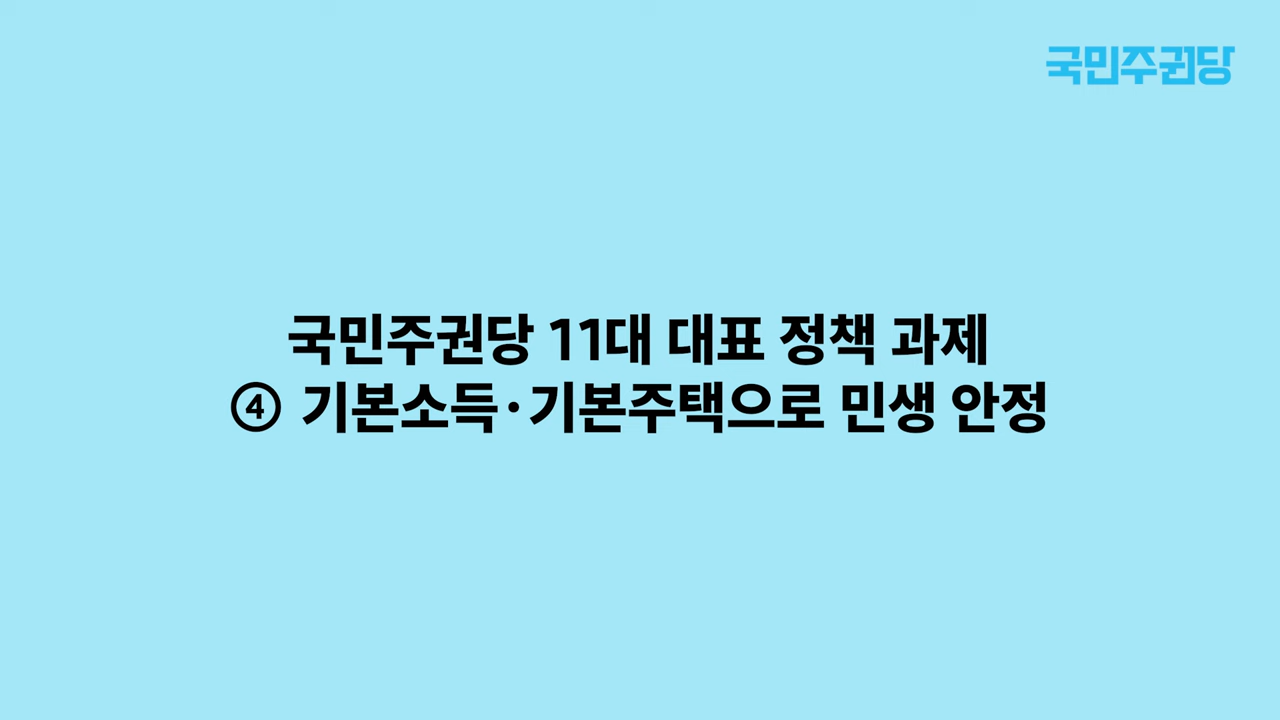 국민주권당
국민주권당 11대 대표 정책 과제
④ 기본소득·기본주택으로 민생 안정